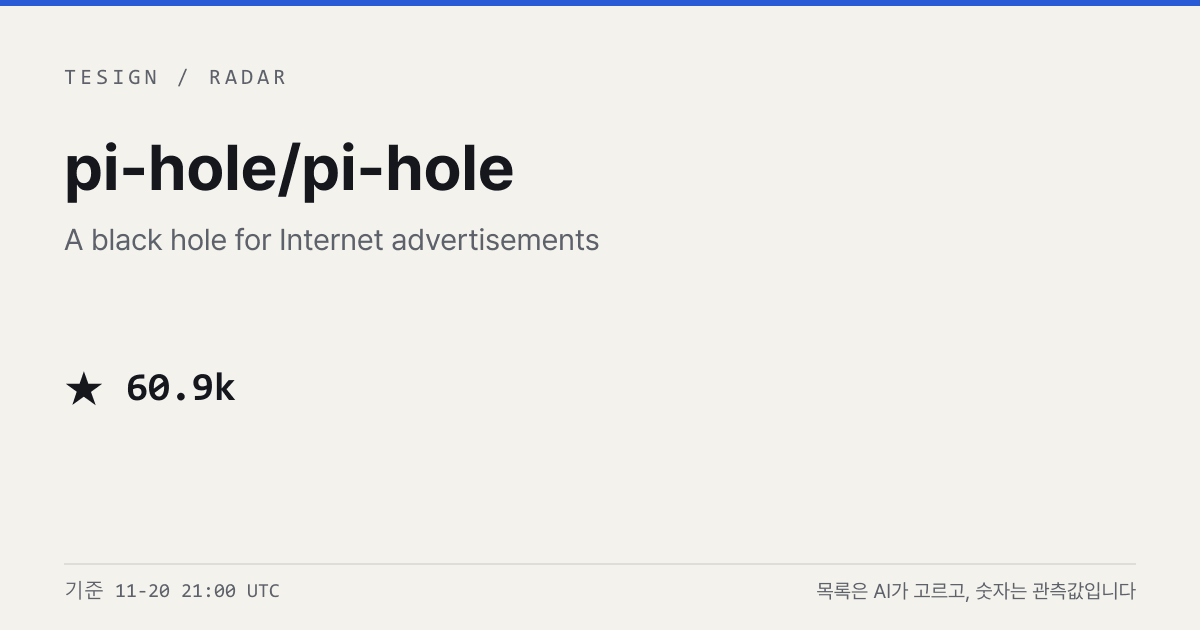 TESIGN / RADAR
pi-hole/pi-hole
A black hole for Internet advertisements
★ 60.9k
기준 11-20 21:00 UTC
목록은 AI가 고르고, 숫자는 관측값입니다